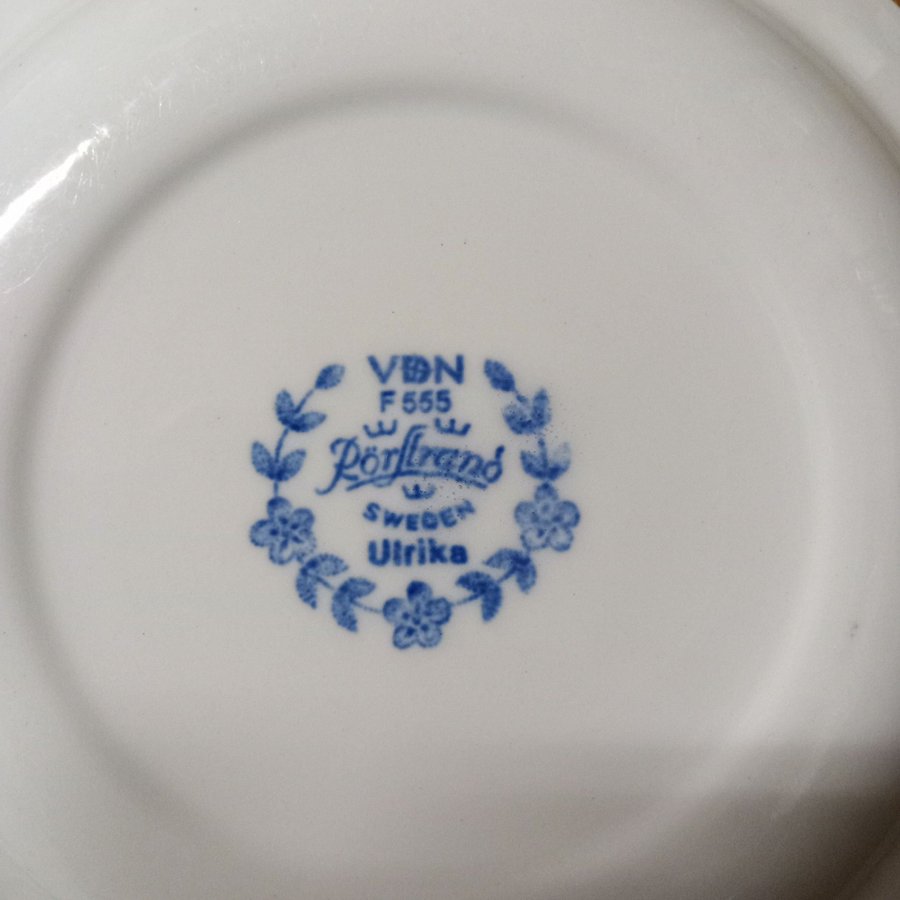 VDN
F 555
Rörstrand
SWEDEN
Ulrika